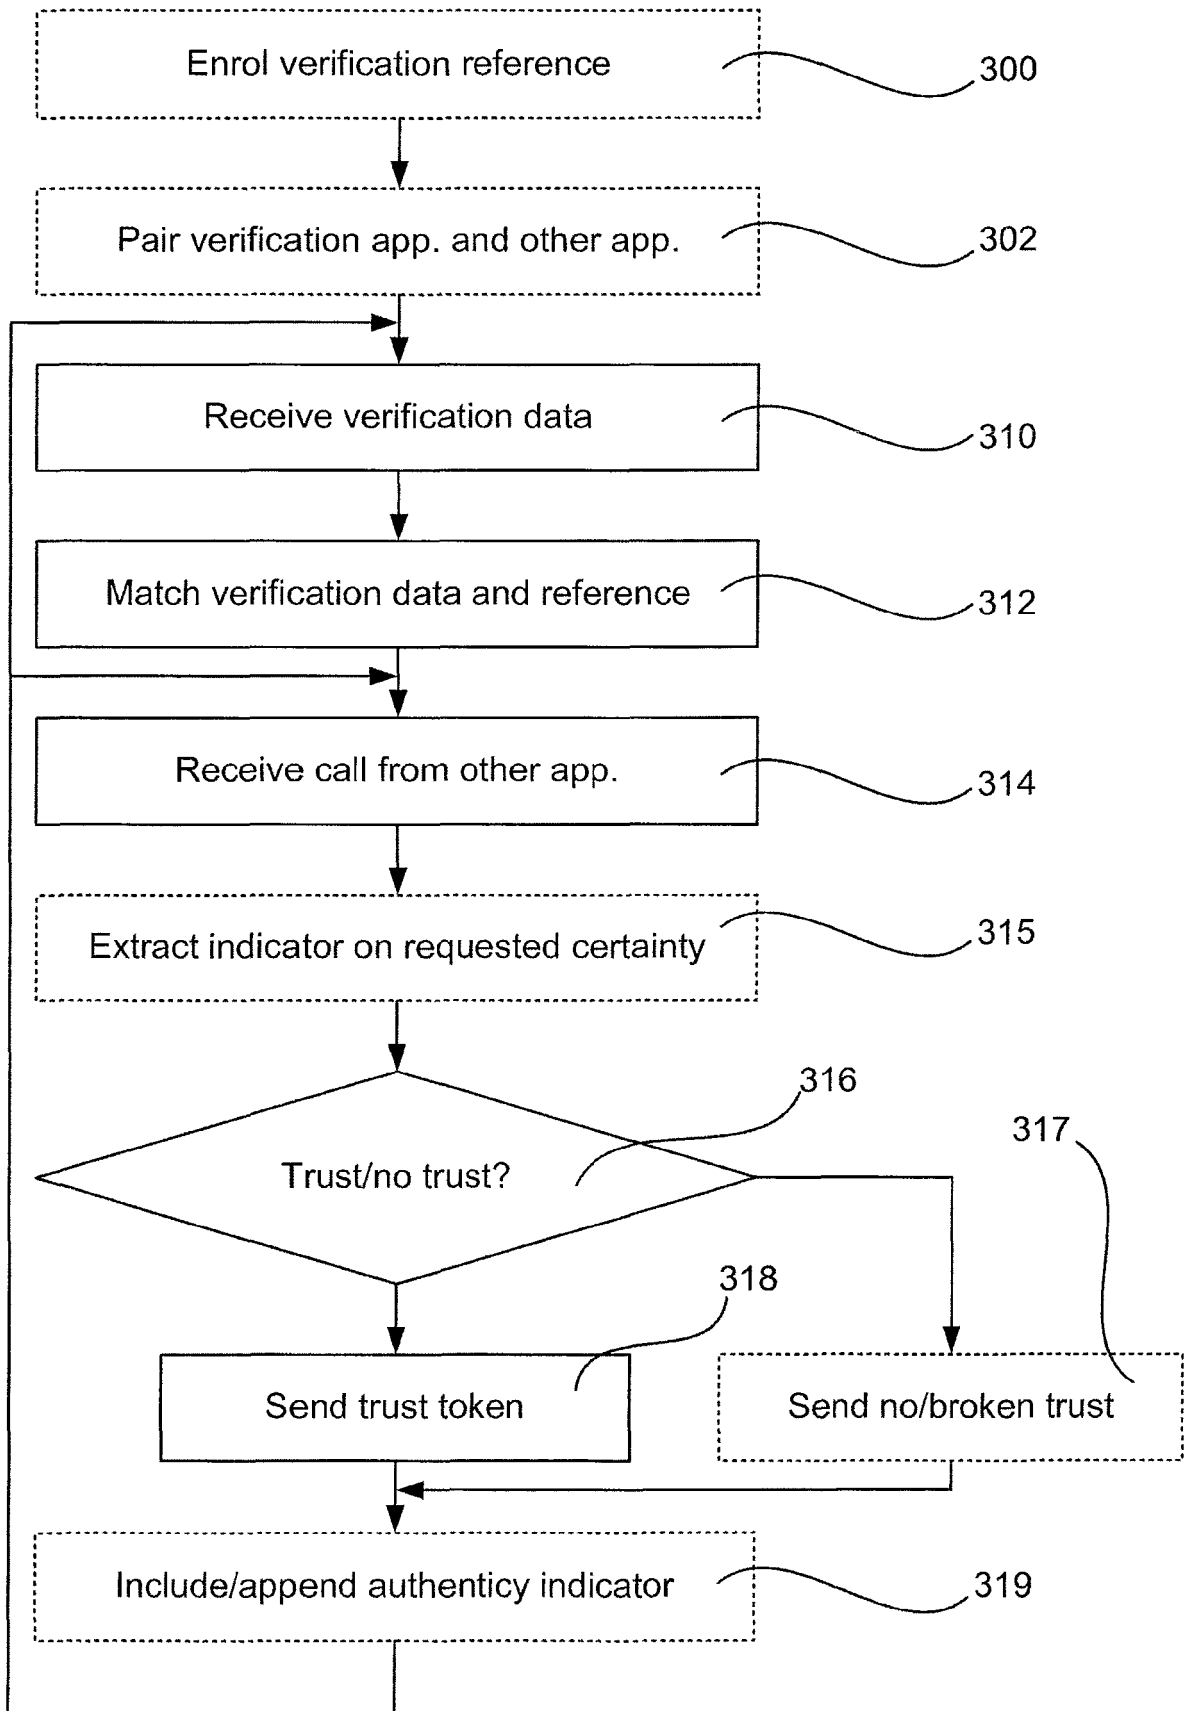 Enrol verification reference
300
Pair verification app. and other app.
302
Receive verification data
310
Match verification data and reference
312
Receive call from other app.
314
Extract indicator on requested certainty
315
316
Trust/no trust?
317
318
Send trust token
Send no/broken trust
Include/append authenticy indicator
319